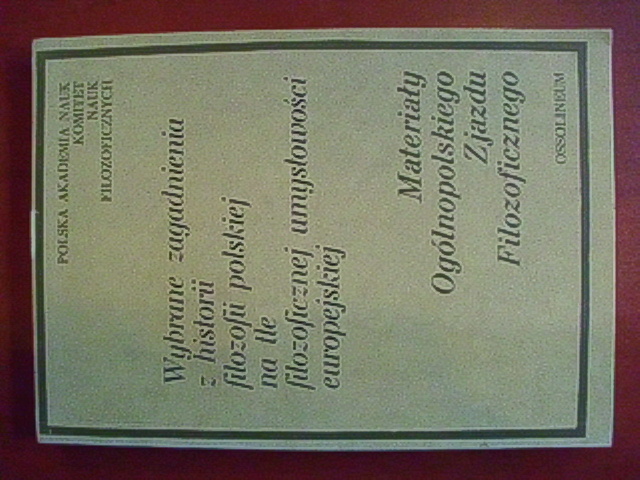 POLSKA AKADEMIA NAUK
KOMITET
NAUK
FILOZOFICZNYCH
Wybrane zagadnienia
z historii
filozofii polskiej
na tle
filozoficznej umysłowości
europejskiej
Materiały
Ogólnopolskiego
Zjazdu
Filozoficznego
OSSOLINEUM